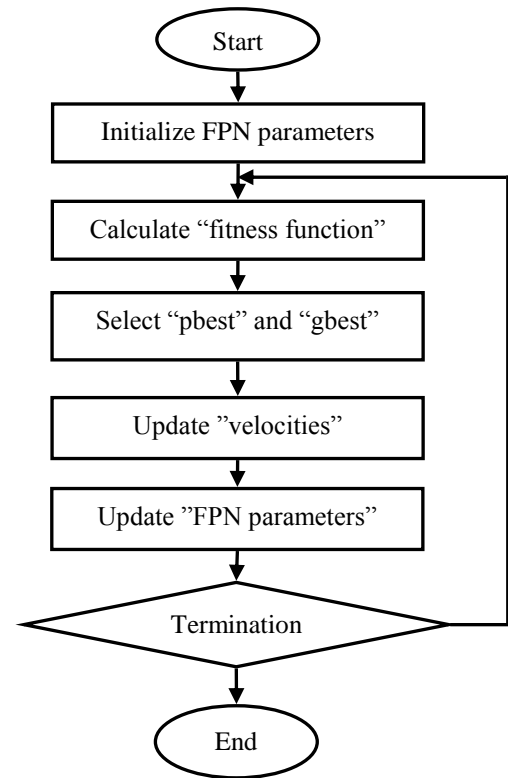 Start
Initialize FPN parameters
Calculate “fitness function”
Select “pbest” and “gbest”
Update ”velocities”
Update ”FPN parameters”
Termination
End